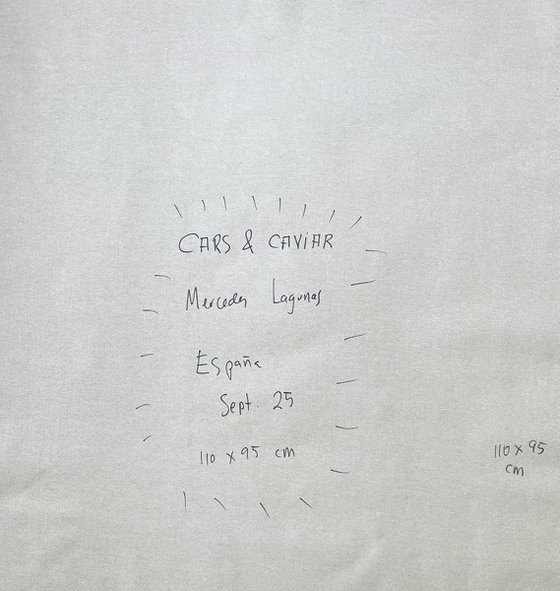 CARS & CAVIAR
Mercedes Lagunas
España
Sept. 25
110 x 95 cm
110 x 95
cm